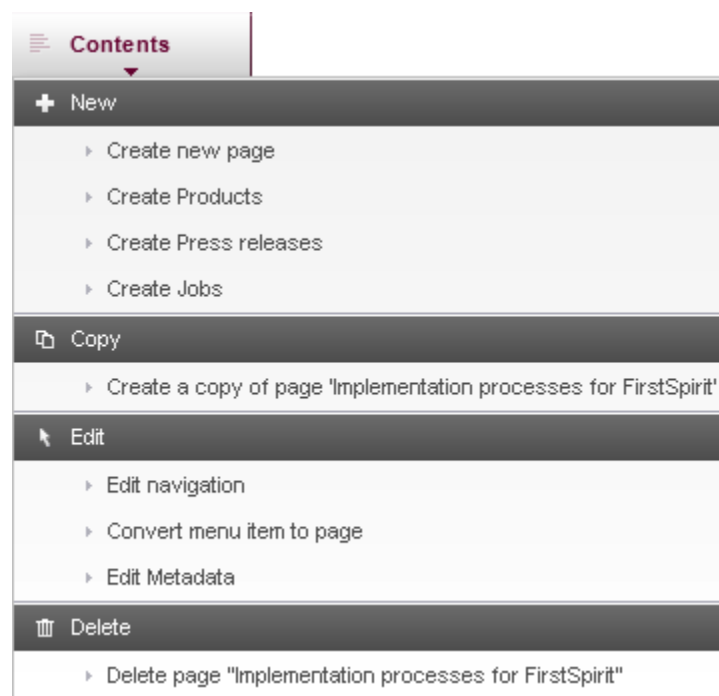 Contents
New
Create new page
Create Products
Create Press releases
Create Jobs
Copy
Create a copy of page 'Implementation processes for FirstSpirit'
Edit
Edit navigation
Convert menu item to page
Edit Metadata
Delete
Delete page "Implementation processes for FirstSpirit"